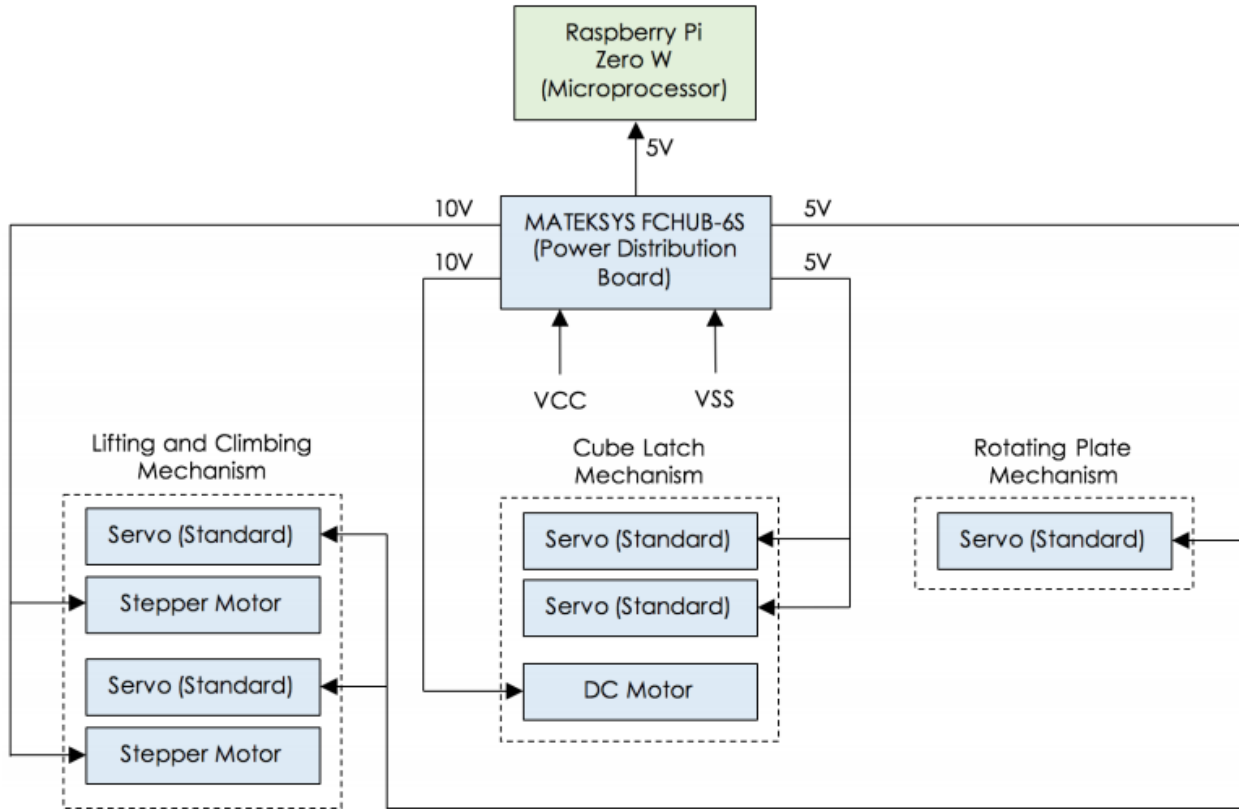 Raspberry Pi
Zero W
(Microprocessor)
5V
10V
MATEKSYS FCHUB-6S
(Power Distribution
Board)
5V
10V
5V
VCC
VSS
Lifting and Climbing
Mechanism
Servo (Standard)
Stepper Motor
Servo (Standard)
Stepper Motor
Cube Latch
Mechanism
Servo (Standard)
Servo (Standard)
DC Motor
Rotating Plate
Mechanism
Servo (Standard)